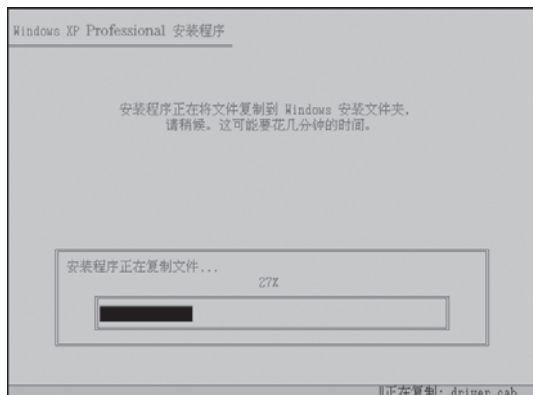 Windows XP Professional 安装程序
安装程序正在将文件复制到 Windows 安装文件夹,
请稍候。这可能要花几分钟的时间。
安装程序正在复制文件...
27%
正在复制: driver.cab